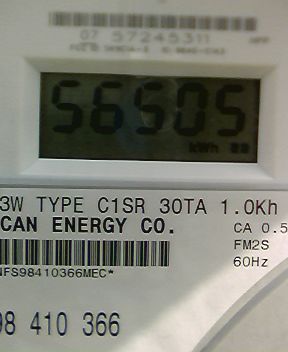 07 57245311
56505
kWh
3W TYPE C1SR 30TA 1.0Kh
CAN ENERGY CO.
CA 0.5
FM2S
NFS98410366MEC*
60Hz
98 410 366